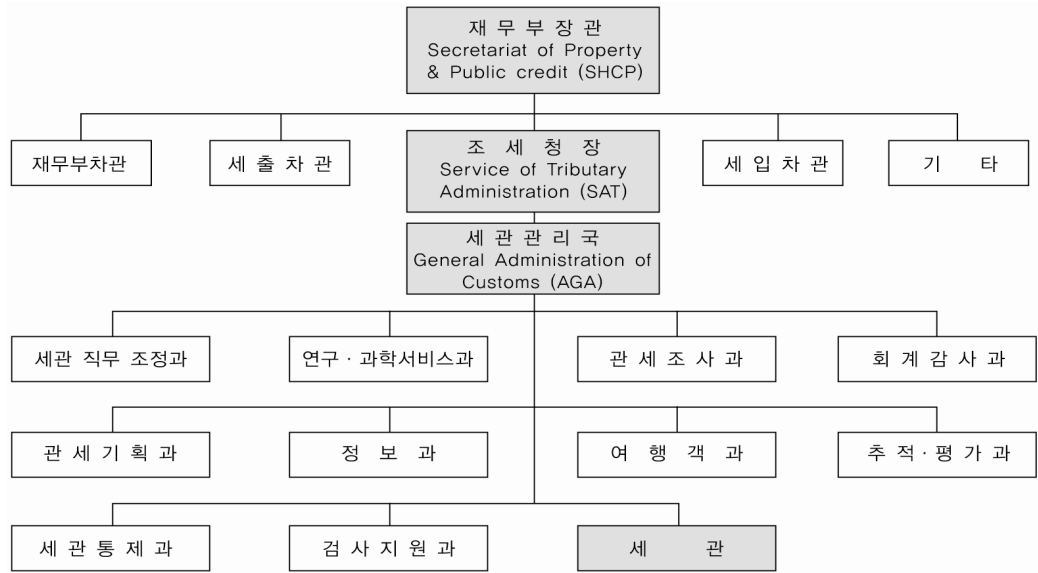 재 무 부 장 관
Secretariat of Property
& Public credit (SHCP)
재무부차관
세 출 차 관
조 세 청 장
Service of Tributary
Administration (SAT)
세 입 차 관
기 타
세 관 관 리 국
General Administration of
Customs (AGA)
세관 직무 조정과
연구 · 과학서비스과
관 세 조 사 과
회 계 감 사 과
관 세 기 획 과
정 보 과
여 행 객 과
추 적 · 평 가 과
세 관 통 제 과
검 사 지 원 과
세 관